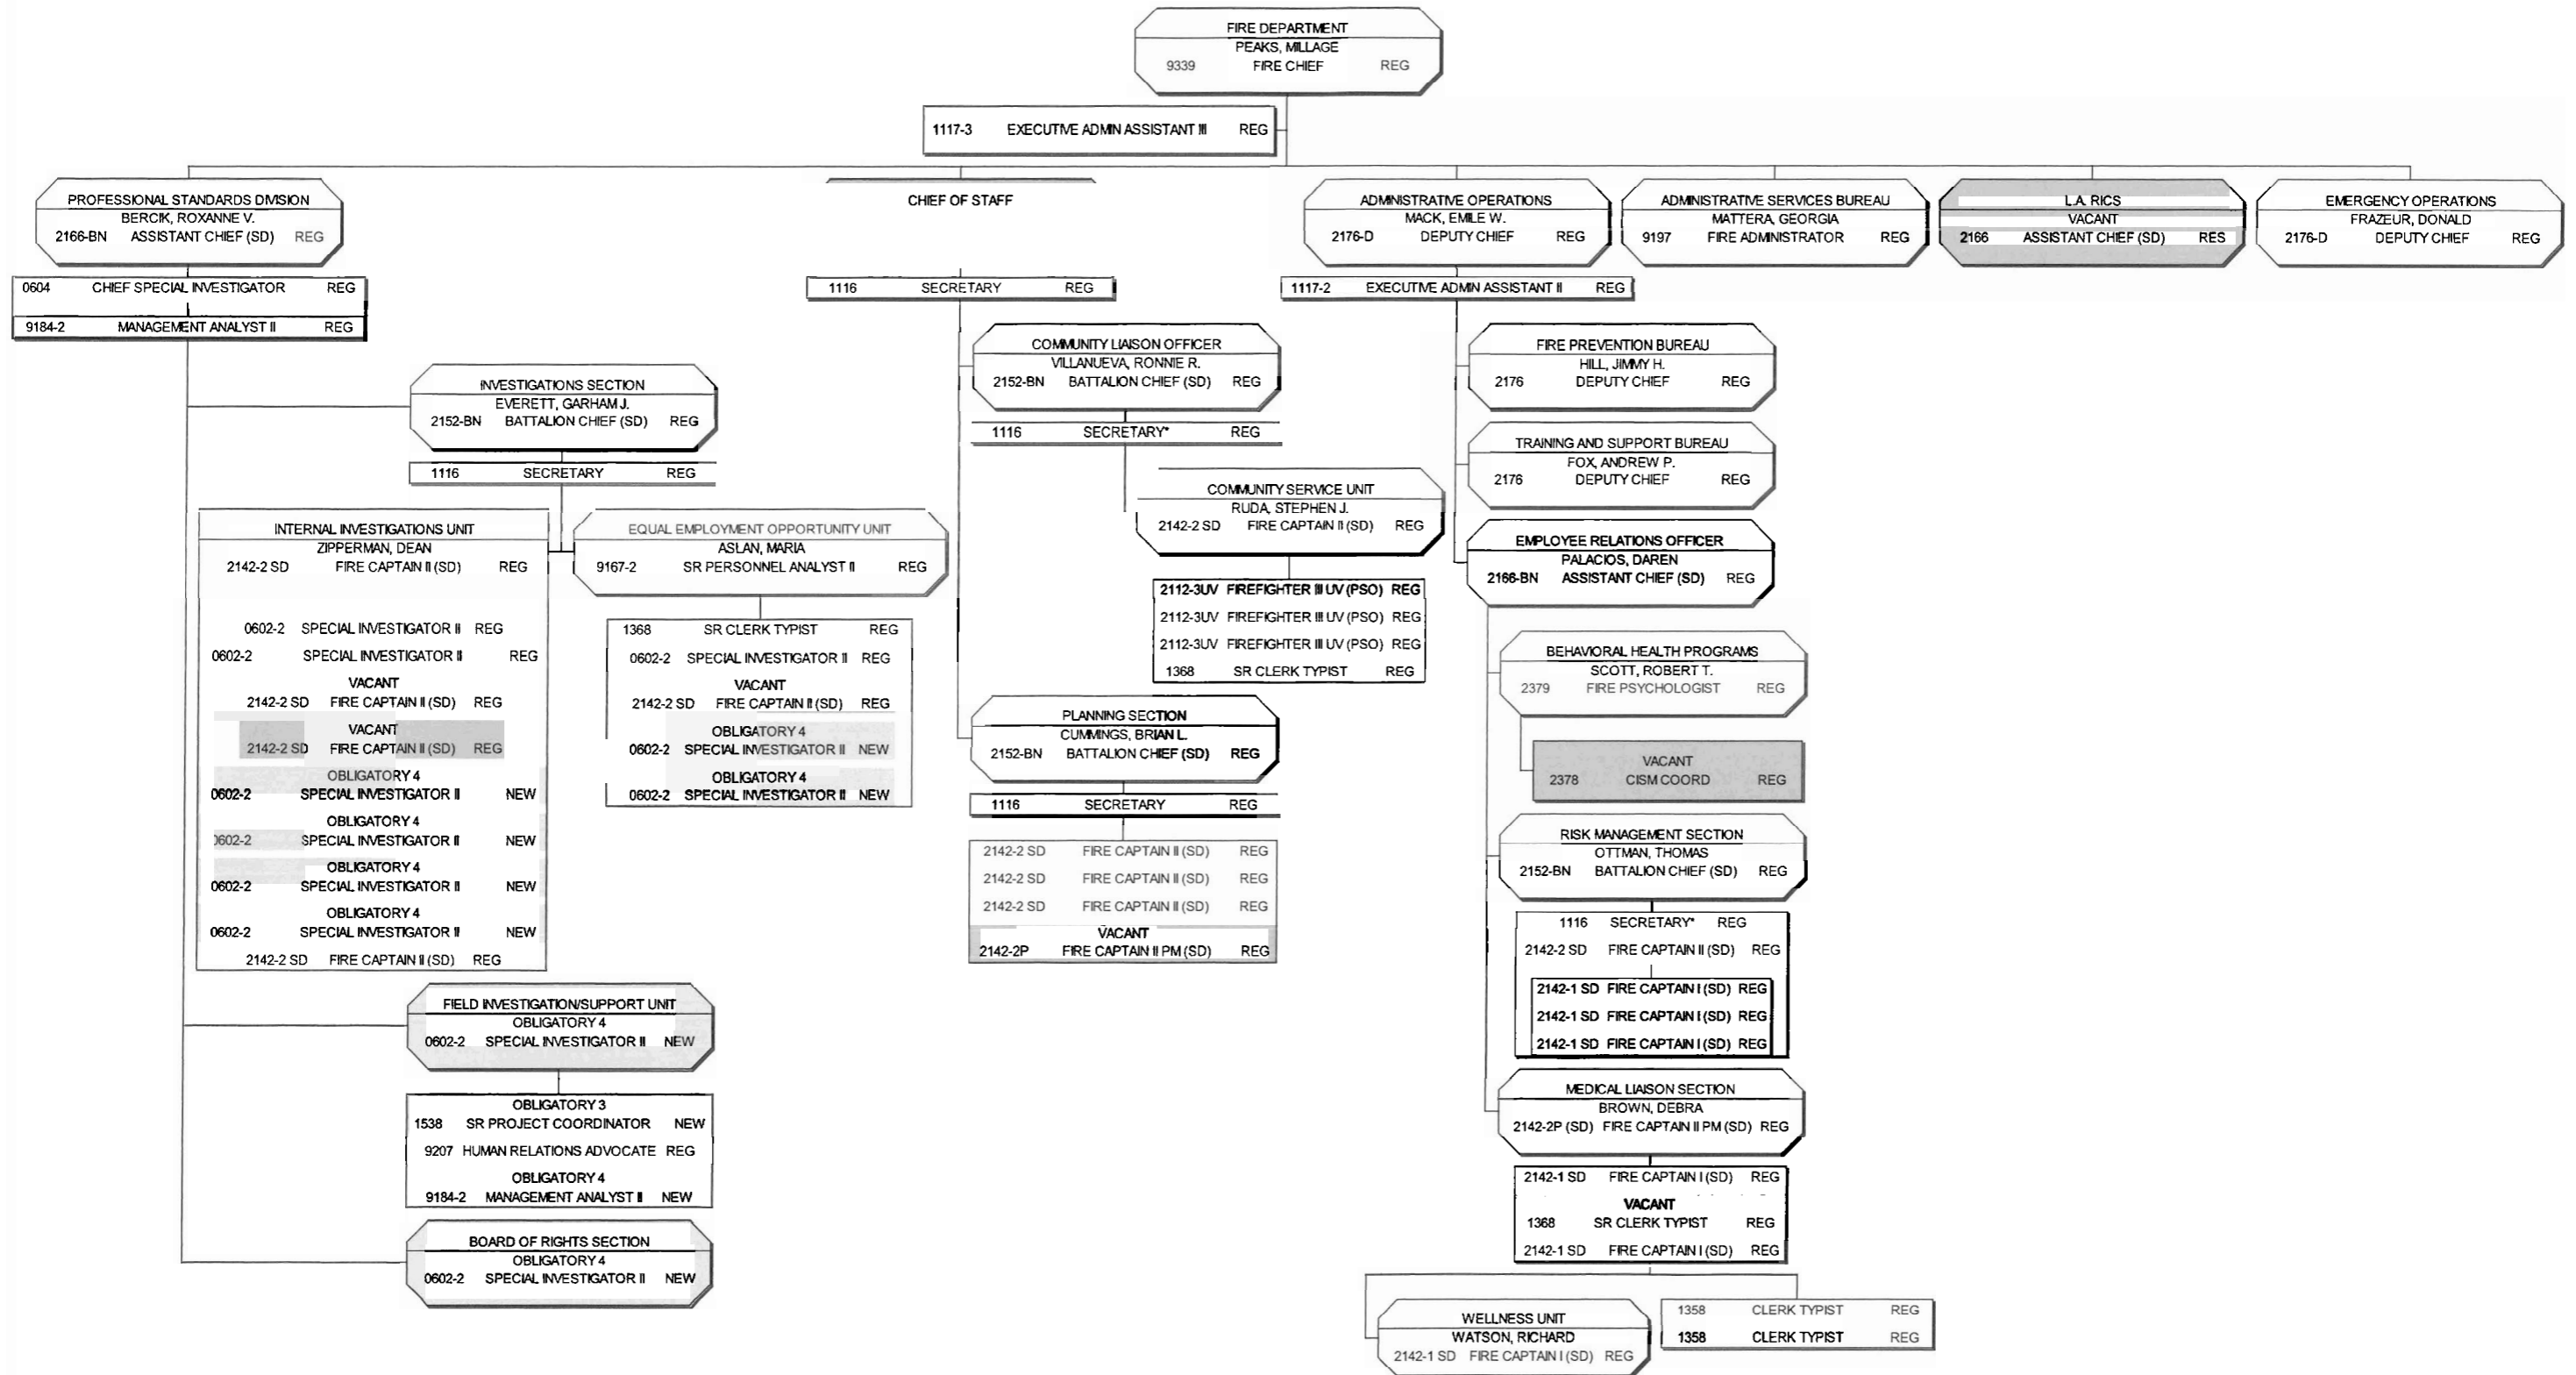 FIRE DEPARTMENT
PEAKS, MILLAGE
9339 FIRE CHIEF REG
1117-3 EXECUTIVE ADMIN ASSISTANT III REG
PROFESSIONAL STANDARDS DIVISION
BERCIK, ROXANNE V.
2166-BN ASSISTANT CHIEF (SD) REG
0604 CHIEF SPECIAL INVESTIGATOR REG
9184-2 MANAGEMENT ANALYST II REG
INVESTIGATIONS SECTION
EVERETT, GARHAM J.
2152-BN BATTALION CHIEF (SD) REG
1116 SECRETARY REG
INTERNAL INVESTIGATIONS UNIT
ZIPPERMAN, DEAN
2142-2 SD FIRE CAPTAIN II (SD) REG
0602-2 SPECIAL INVESTIGATOR II REG
0602-2 SPECIAL INVESTIGATOR II REG
VACANT
2142-2 SD FIRE CAPTAIN II (SD) REG
VACANT
2142-2 SD FIRE CAPTAIN II (SD) REG
OBLIGATORY 4
0602-2 SPECIAL INVESTIGATOR II NEW
OBLIGATORY 4
0602-2 SPECIAL INVESTIGATOR II NEW
OBLIGATORY 4
0602-2 SPECIAL INVESTIGATOR II NEW
OBLIGATORY 4
0602-2 SPECIAL INVESTIGATOR II NEW
2142-2 SD FIRE CAPTAIN II (SD) REG
EQUAL EMPLOYMENT OPPORTUNITY UNIT
ASLAN, MARIA
9167-2 SR PERSONNEL ANALYST II REG
1368 SR CLERK TYPIST REG
0602-2 SPECIAL INVESTIGATOR II REG
VACANT
2142-2 SD FIRE CAPTAIN II (SD) REG
OBLIGATORY 4
0602-2 SPECIAL INVESTIGATOR II NEW
OBLIGATORY 4
0602-2 SPECIAL INVESTIGATOR II NEW
FIELD INVESTIGATION/SUPPORT UNIT
OBLIGATORY 4
0602-2 SPECIAL INVESTIGATOR II NEW
OBLIGATORY 3
1538 SR PROJECT COORDINATOR NEW
9207 HUMAN RELATIONS ADVOCATE REG
OBLIGATORY 4
9184-2 MANAGEMENT ANALYST II NEW
BOARD OF RIGHTS SECTION
OBLIGATORY 4
0602-2 SPECIAL INVESTIGATOR II NEW
CHIEF OF STAFF
1116 SECRETARY REG
COMMUNITY LIAISON OFFICER
VILLANUEVA, RONNIE R.
2152-BN BATTALION CHIEF (SD) REG
1116 SECRETARY* REG
COMMUNITY SERVICE UNIT
RUDA, STEPHEN J.
2142-2 SD FIRE CAPTAIN II (SD) REG
2112-3UV FIREFIGHTER III UV (PSO) REG
2112-3UV FIREFIGHTER III UV (PSO) REG
2112-3UV FIREFIGHTER III UV (PSO) REG
1368 SR CLERK TYPIST REG
PLANNING SECTION
CUMMINGS, BRIAN L.
2152-BN BATTALION CHIEF (SD) REG
1116 SECRETARY REG
2142-2 SD FIRE CAPTAIN II (SD) REG
2142-2 SD FIRE CAPTAIN II (SD) REG
2142-2 SD FIRE CAPTAIN II (SD) REG
VACANT
2142-2P FIRE CAPTAIN II PM (SD) REG
ADMINISTRATIVE OPERATIONS
MACK, EMILE W.
2176-D DEPUTY CHIEF REG
1117-2 EXECUTIVE ADMIN ASSISTANT II REG
FIRE PREVENTION BUREAU
HILL, JIMMY H.
2176 DEPUTY CHIEF REG
TRAINING AND SUPPORT BUREAU
FOX, ANDREW P.
2176 DEPUTY CHIEF REG
EMPLOYEE RELATIONS OFFICER
PALACIOS, DAREN
2166-BN ASSISTANT CHIEF (SD) REG
BEHAVIORAL HEALTH PROGRAMS
SCOTT, ROBERT T.
2379 FIRE PSYCHOLOGIST REG
VACANT
2378 CISM COORD REG
RISK MANAGEMENT SECTION
OTTMAN, THOMAS
2152-BN BATTALION CHIEF (SD) REG
1116 SECRETARY* REG
2142-2 SD FIRE CAPTAIN II (SD) REG
2142-1 SD FIRE CAPTAIN I (SD) REG
2142-1 SD FIRE CAPTAIN I (SD) REG
2142-1 SD FIRE CAPTAIN I (SD) REG
MEDICAL LIAISON SECTION
BROWN, DEBRA
2142-2P (SD) FIRE CAPTAIN II PM (SD) REG
2142-1 SD FIRE CAPTAIN I (SD) REG
VACANT
1368 SR CLERK TYPIST REG
2142-1 SD FIRE CAPTAIN I (SD) REG
WELLNESS UNIT
WATSON, RICHARD
2142-1 SD FIRE CAPTAIN I (SD) REG
1358 CLERK TYPIST REG
1358 CLERK TYPIST REG
ADMINISTRATIVE SERVICES BUREAU
MATTERA, GEORGIA
9197 FIRE ADMINISTRATOR REG
L.A. RICS
VACANT
2166 ASSISTANT CHIEF (SD) RES
EMERGENCY OPERATIONS
FRAZEUR, DONALD
2176-D DEPUTY CHIEF REG